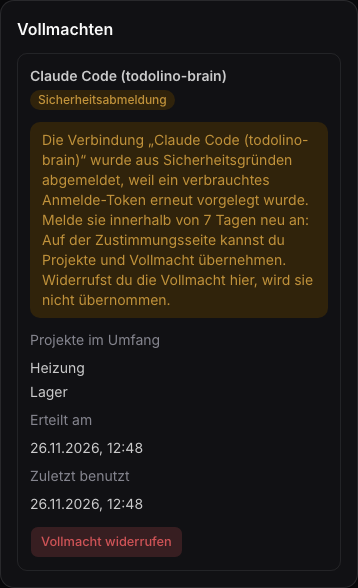 Vollmachten
Claude Code (todolino-brain)
Sicherheitsabmeldung
Die Verbindung „Claude Code (todolino-
brain)“ wurde aus Sicherheitsgründen
abgemeldet, weil ein verbrauchtes
Anmelde-Token erneut vorgelegt wurde.
Melde sie innerhalb von 7 Tagen neu an:
Auf der Zustimmungsseite kannst du
Projekte und Vollmacht übernehmen.
Widerrufst du die Vollmacht hier, wird sie
nicht übernommen.
Projekte im Umfang
Heizung
Lager
Erteilt am
26.11.2026, 12:48
Zuletzt benutzt
26.11.2026, 12:48
Vollmacht widerrufen